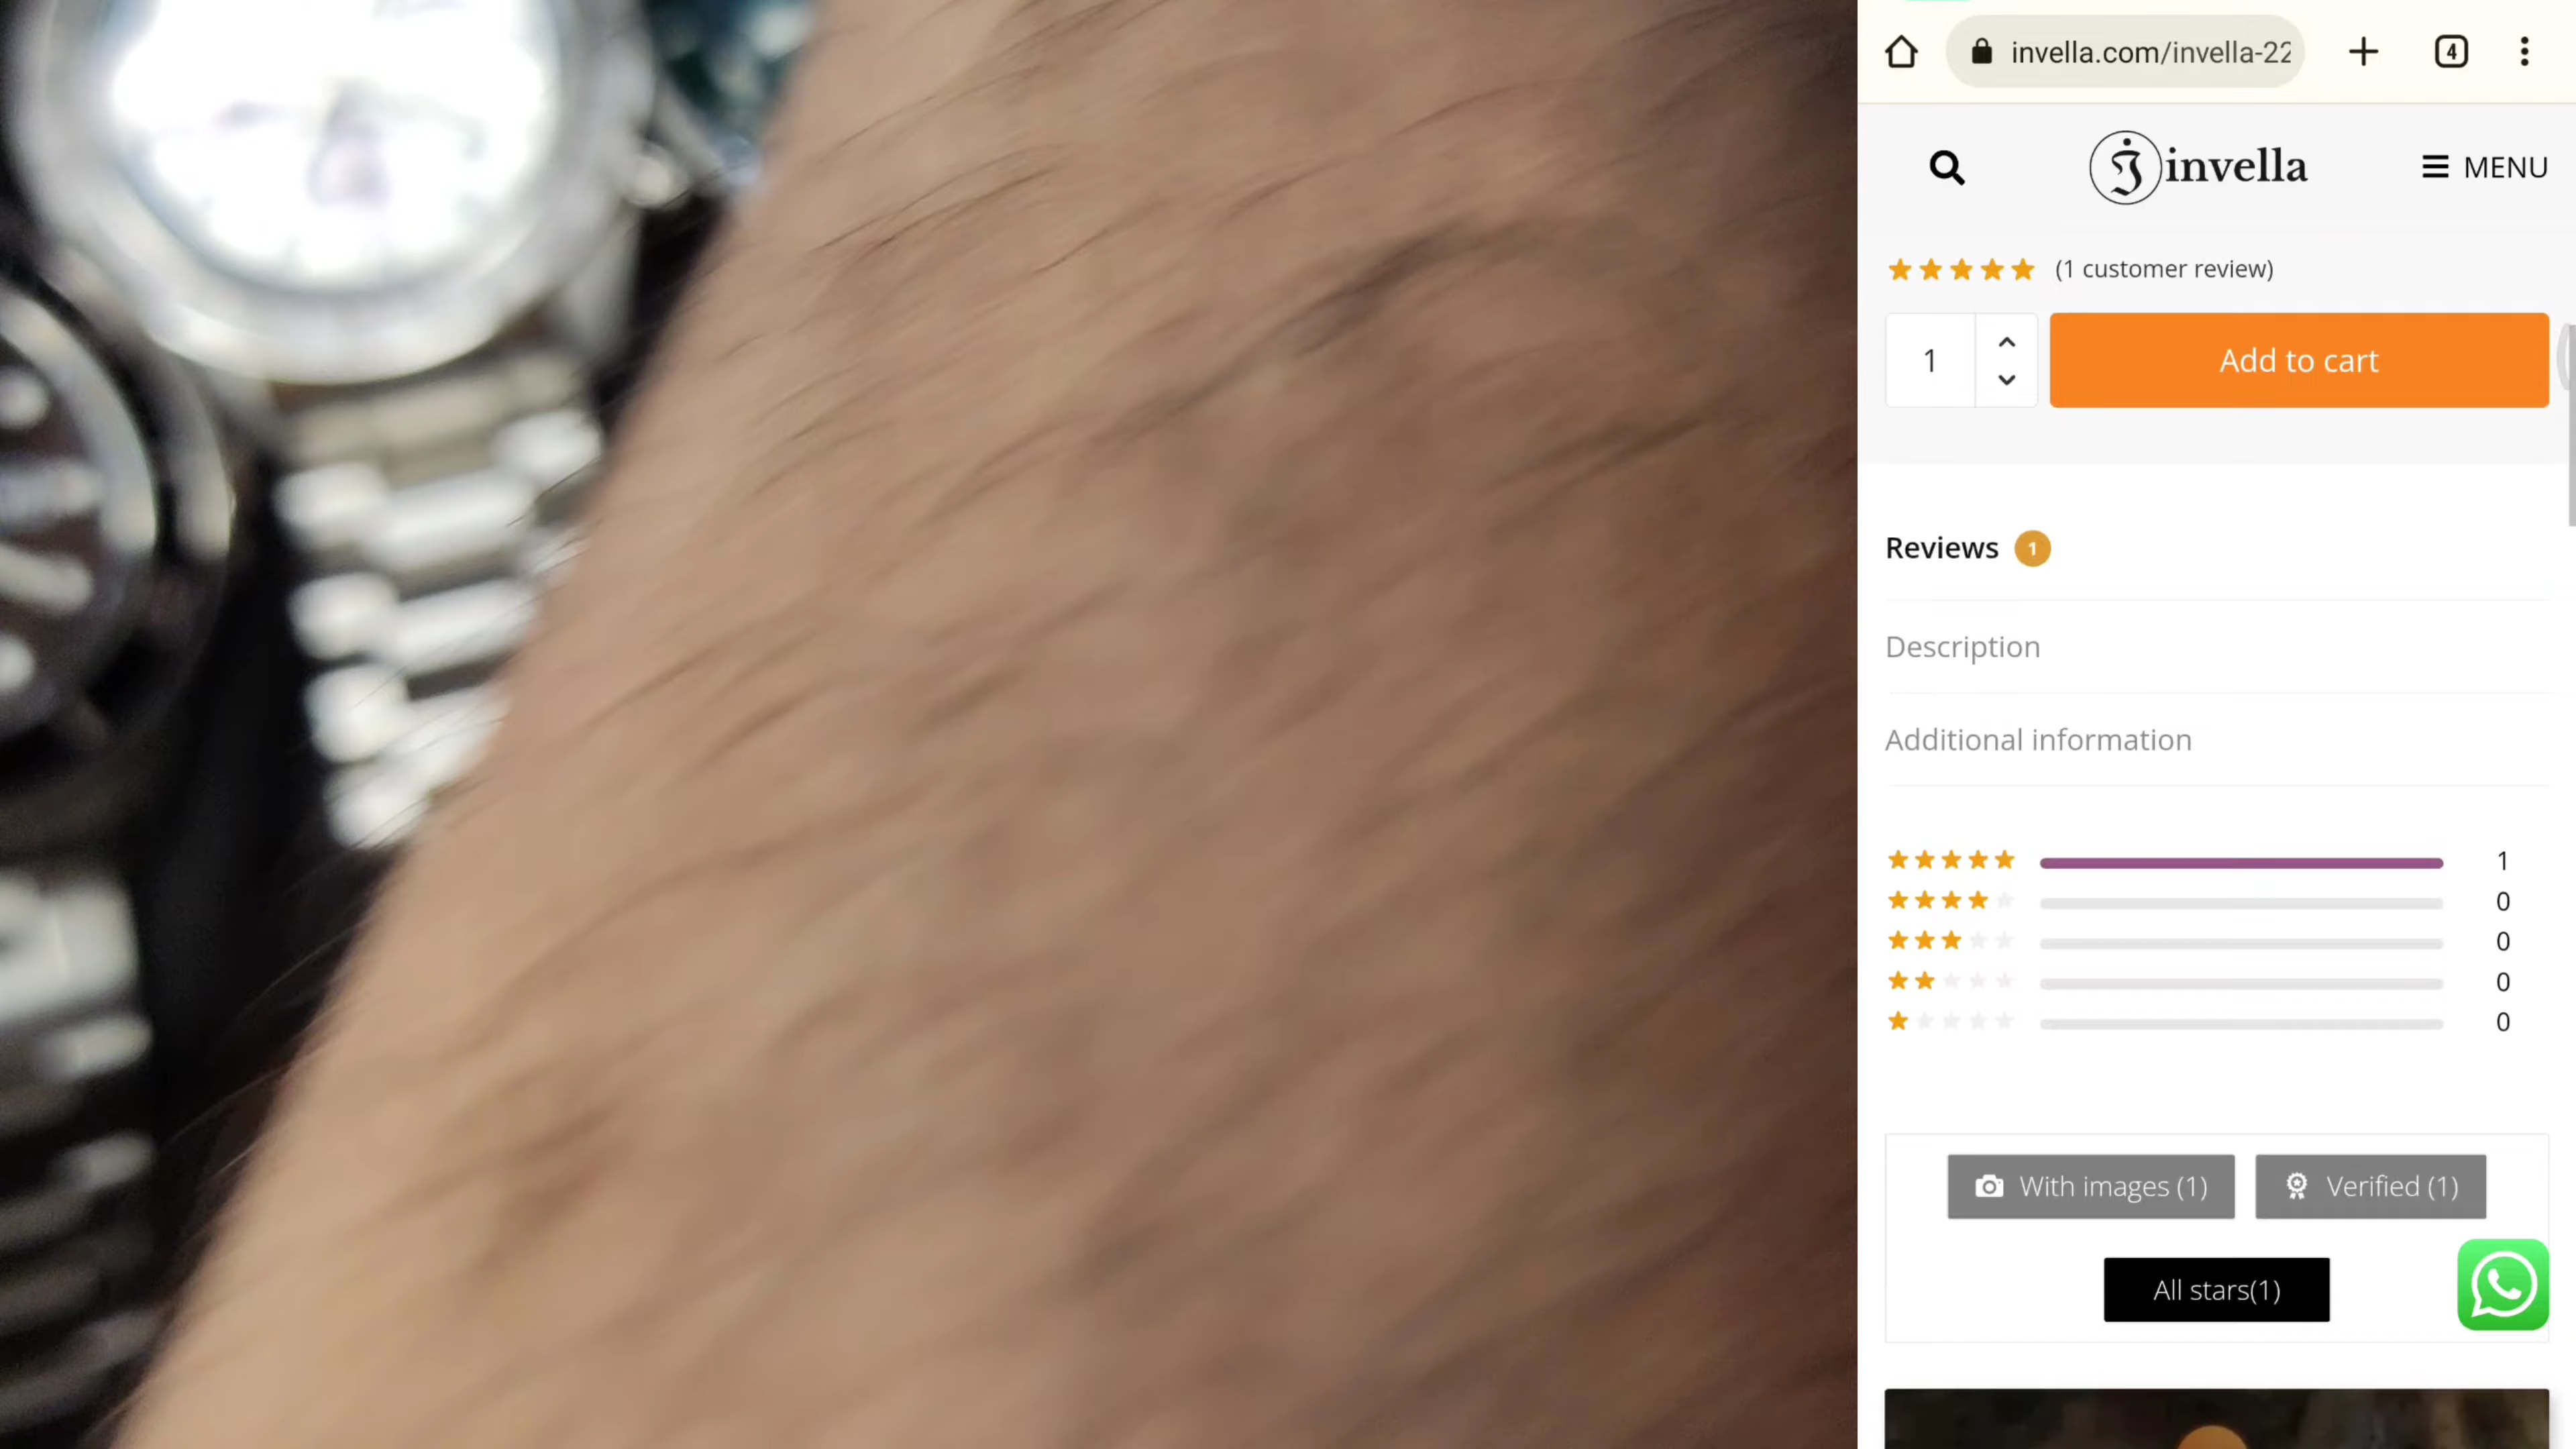 invella.com/invella-22
4
invella
MENU
(1 customer review)
1
Add to cart
Reviews 1
Description
Additional information
1
0
0
0
0
With images (1)
Verified (1)
All stars(1)